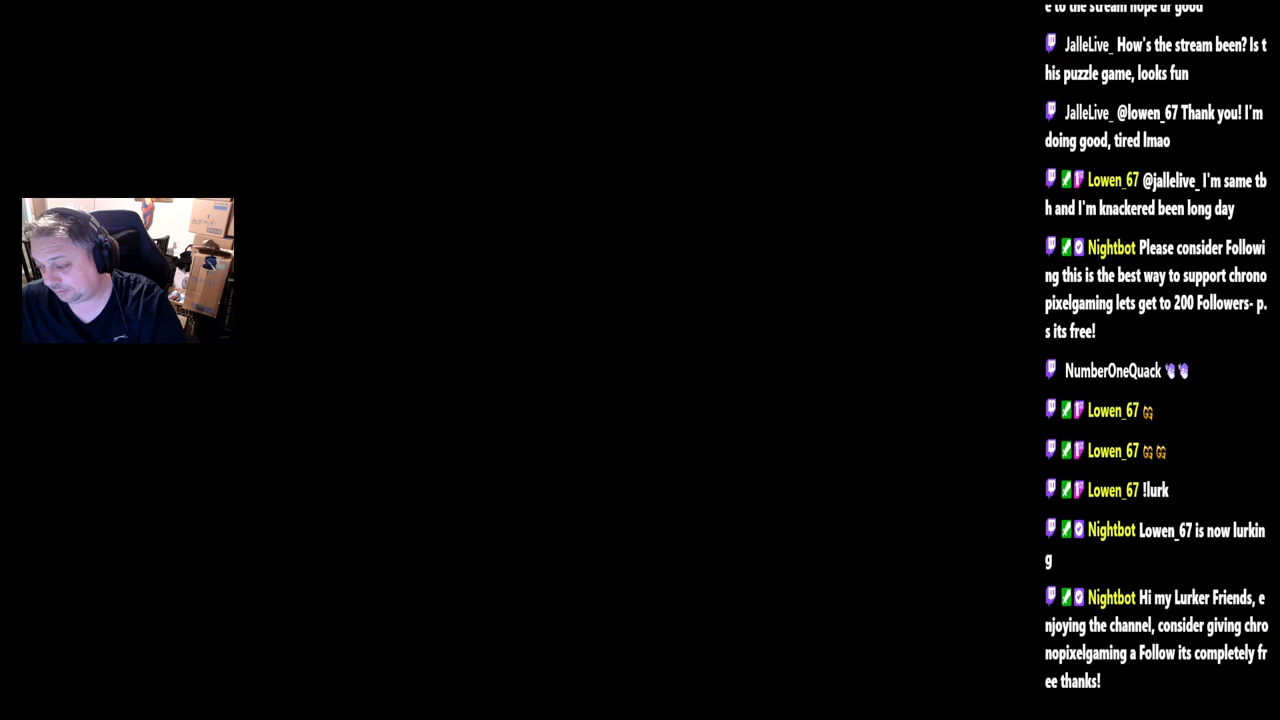 e to the stream hope ur good
JalleLive_ How's the stream been? Is t
his puzzle game, looks fun
JalleLive_ @lowen_67 Thank you! I'm
doing good, tired lmao
Lowen_67 @jallelive_ I'm same tb
h and I'm knackered been long day
Nightbot Please consider Followi
ng this is the best way to support chrono
pixelgaming lets get to 200 Followers- p.
s its free!
NumberOneQuack
Lowen_67
Lowen_67
Lowen_67 !lurk
Nightbot Lowen_67 is now lurkin
g
Nightbot Hi my Lurker Friends, e
njoying the channel, consider giving chro
nopixelgaming a Follow its completely fr
ee thanks!